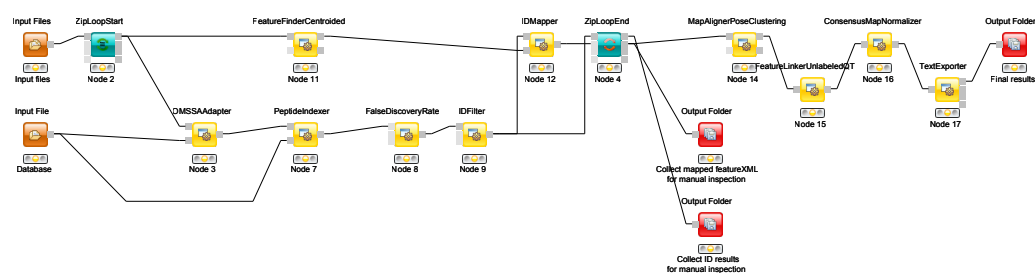 Input Files
ZipLoopStart
FeatureFinderCentroided
IDMapper
ZipLoopEnd
MapAlignerPoseClustering
ConsensusMapNormalizer
Output Folder
Input files
Node 2
Node 11
Node 12
Node 4
Node 14
FeatureLinkerUnlabeledQT
Node 16
TextExporter
Final results
Input File
OMSSAAdapter
PeptideIndexer
FalseDiscoveryRate
IDFilter
Output Folder
Node 15
Node 17
Database
Node 3
Node 7
Node 8
Node 9
Collect mapped featureXML
for manual inspection
Output Folder
Collect ID results
for manual inspection